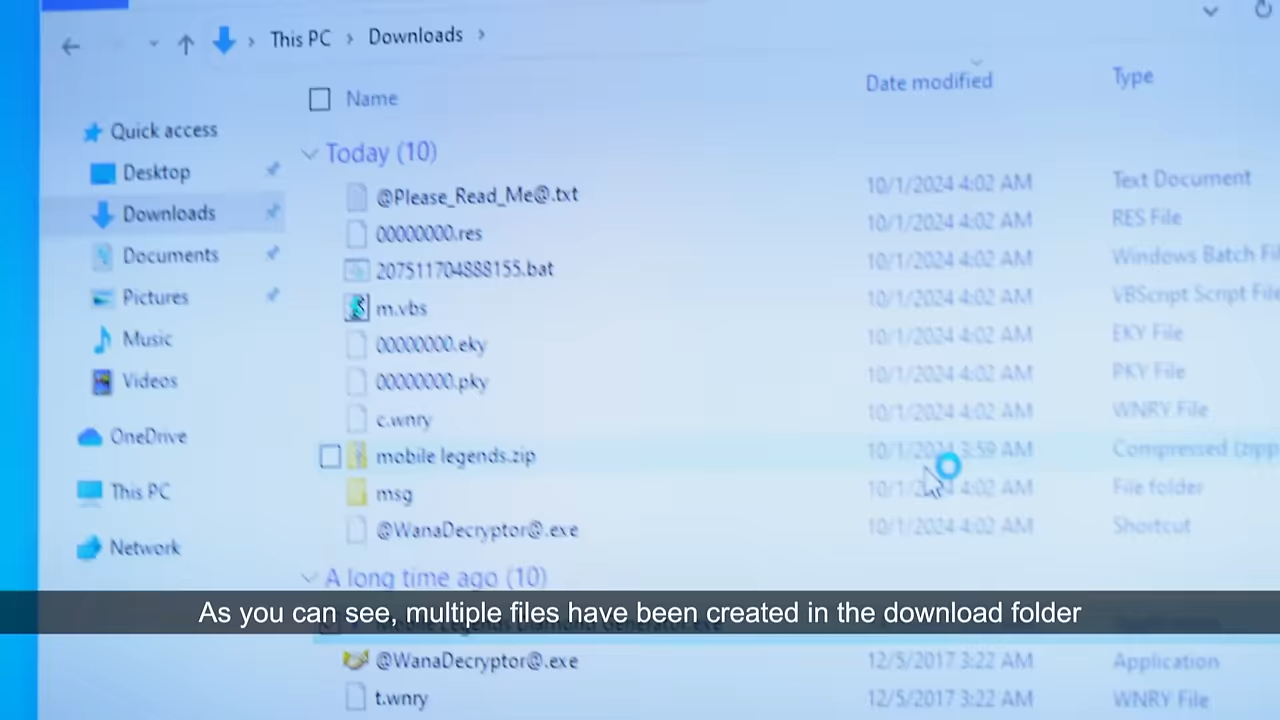 This PC > Downloads >
Name Date modified Type
Quick access
Desktop
Downloads
Documents
Pictures
Music
Videos
OneDrive
This PC
Network
Today (10)
@Please_Read_Me@.txt 10/1/2024 4:02 AM Text Document
00000000.res 10/1/2024 4:02 AM RES File
207511704888155.bat 10/1/2024 4:02 AM Windows Batch Fil
m.vbs 10/1/2024 4:02 AM VBScript Script File
00000000.eky 10/1/2024 4:02 AM EKY File
00000000.pky 10/1/2024 4:02 AM PKY File
c.wnry 10/1/2024 4:02 AM WNRY File
mobile legends.zip 10/1/2024 3:59 AM Compressed (zipp
msg 10/1/2024 4:02 AM File folder
@WanaDecryptor@.exe 10/1/2024 4:02 AM Shortcut
A long time ago (10)
As you can see, multiple files have been created in the download folder
@WanaDecryptor@.exe 12/5/2017 3:22 AM Application
t.wnry 12/5/2017 3:22 AM WNRY File